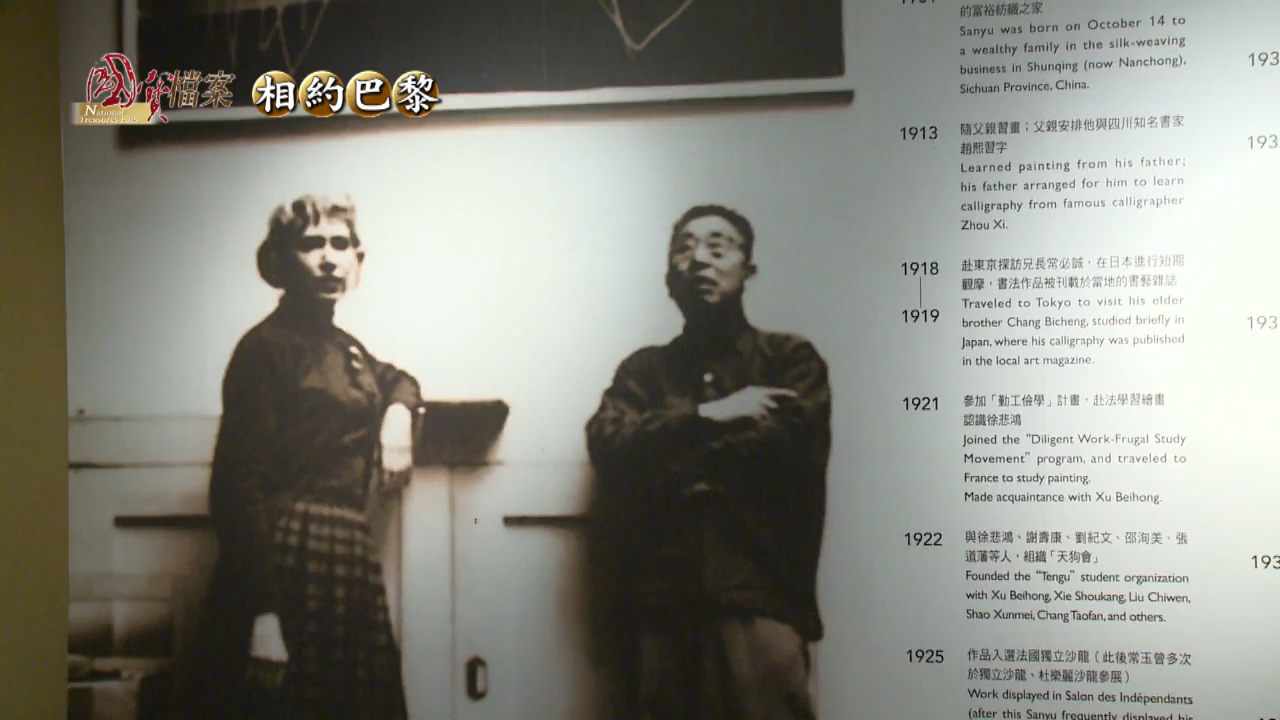 國寶檔案
National
Treasures Files
相約巴黎
的富裕紡織之家
Sanyu was born on October 14 to
a wealthy family in the silk-weaving
business in Shunqing (now Nanchong),
Sichuan Province, China.
1913
隨父親習畫；父親安排他與四川知名書家
趙熙習字
Learned painting from his father;
his father arranged for him to learn
calligraphy from famous calligrapher
Zhou Xi.
1918
1919
赴東京探訪兄長常必誠，在日本進行短期
觀摩，書法作品被刊載於當地的書藝雜誌
Traveled to Tokyo to visit his elder
brother Chang Bicheng, studied briefly in
Japan, where his calligraphy was published
in the local art magazine.
1921
參加「勤工儉學」計畫，赴法學習繪畫
認識徐悲鴻
Joined the "Diligent Work-Frugal Study
Movement" program, and traveled to
France to study painting.
Made acquaintance with Xu Beihong.
1922
與徐悲鴻、謝壽康、劉紀文、邵洵美、張
道藩等人，組織「天狗會」
Founded the "Tengu" student organization
with Xu Beihong, Xie Shoukang, Liu Chiwen,
Shao Xunmei, Chang Taofan, and others.
1925
作品入選法國獨立沙龍（此後常玉曾多次
於獨立沙龍、杜樂麗沙龍參展）
Work displayed in Salon des Indépendants
(after this Sanyu frequently displayed his
193
193
193
193